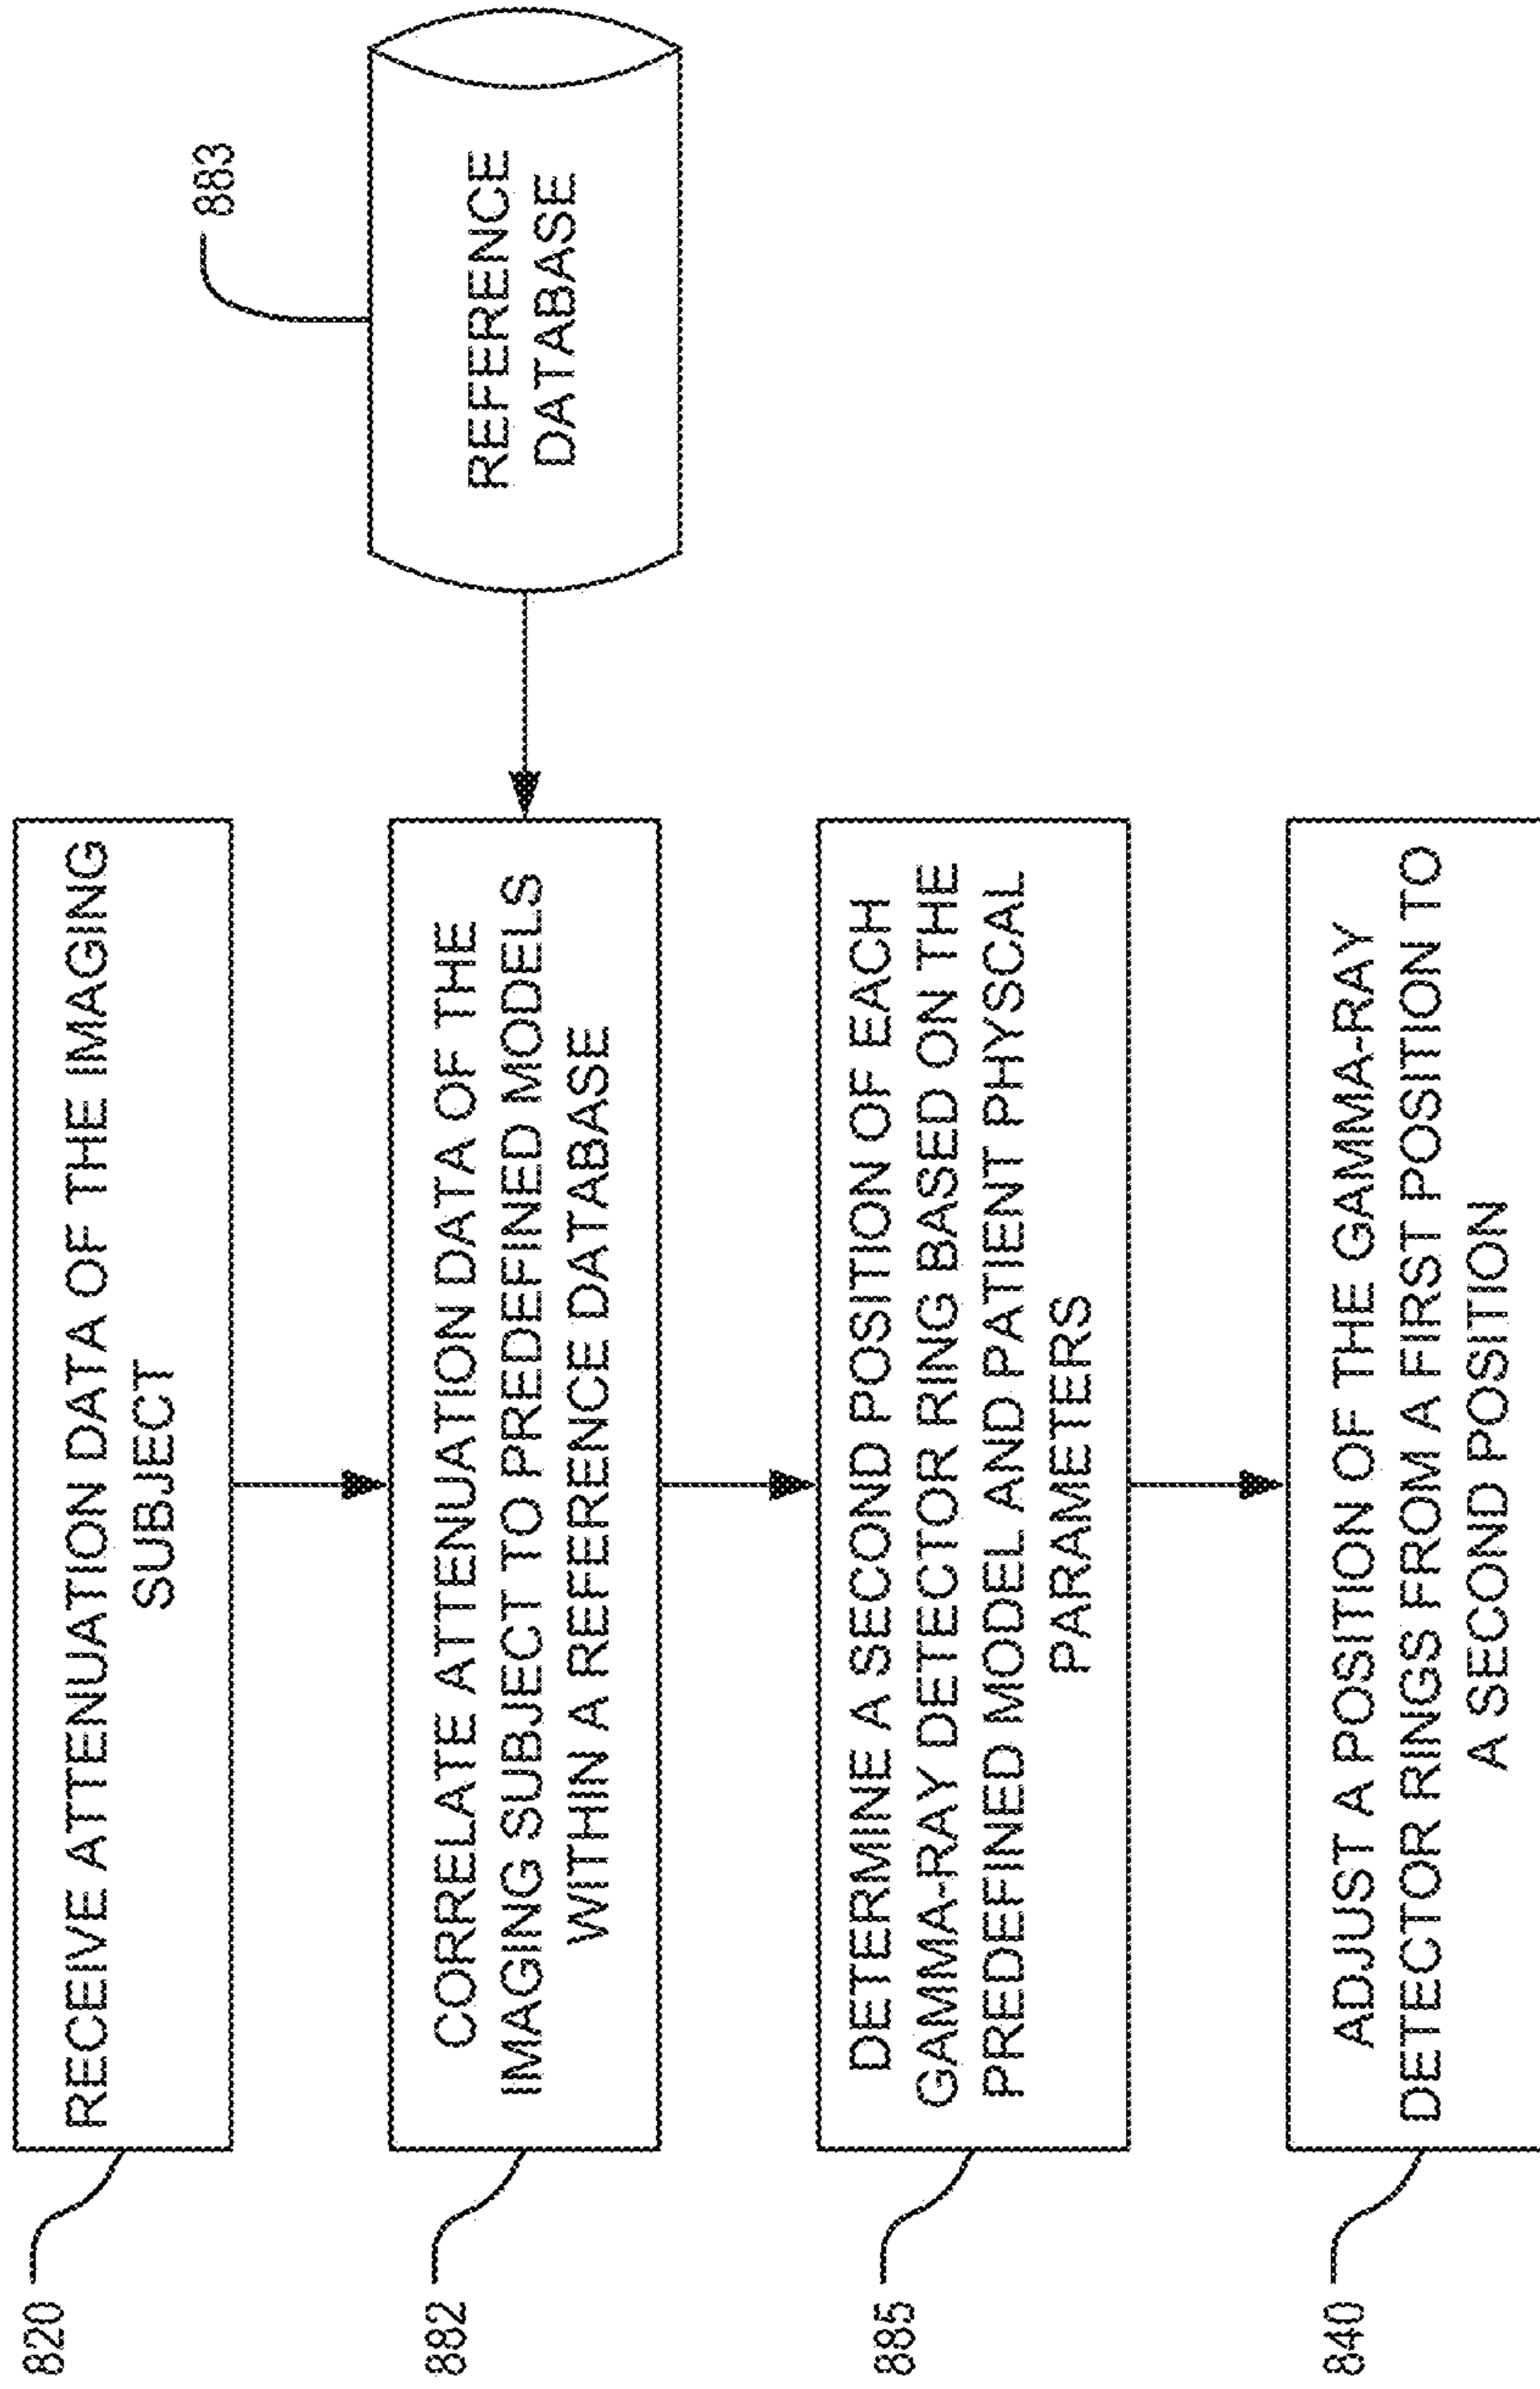 820
RECEIVE ATTENUATION DATA OF THE IMAGING
SUBJECT
882
CORRELATE ATTENUATION DATA OF THE
IMAGING SUBJECT TO PREDEFINED MODELS
WITHIN A REFERENCE DATABASE
883
REFERENCE
DATABASE
885
DETERMINE A SECOND POSITION OF EACH
GAMMA-RAY DETECTOR RING BASED ON THE
PREDEFINED MODEL AND PATIENT PHYSCAL
PARAMETERS
840
ADJUST A POSITION OF THE GAMMA-RAY
DETECTOR RINGS FROM A FIRST POSITION TO
A SECOND POSITION